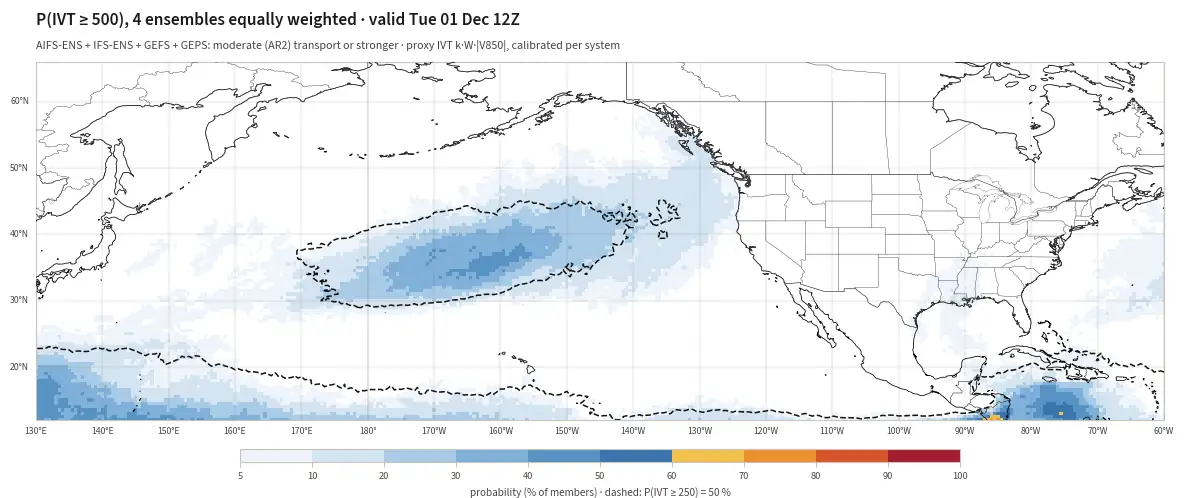 P(IVT ≥ 500), 4 ensembles equally weighted · valid Tue 01 Dec 12Z
AIFS-ENS + IFS-ENS + GEFS + GEPS: moderate (AR2) transport or stronger · proxy IVT k·W·|V850|, calibrated per system
60°N
50°N
40°N
30°N
20°N
130°E 140°E 150°E 160°E 170°E 180° 170°W 160°W 150°W 140°W 130°W 120°W 110°W 100°W 90°W 80°W 70°W 60°W
5 10 20 30 40 50 60 70 80 90 100
probability (% of members) · dashed: P(IVT ≥ 250) = 50 %